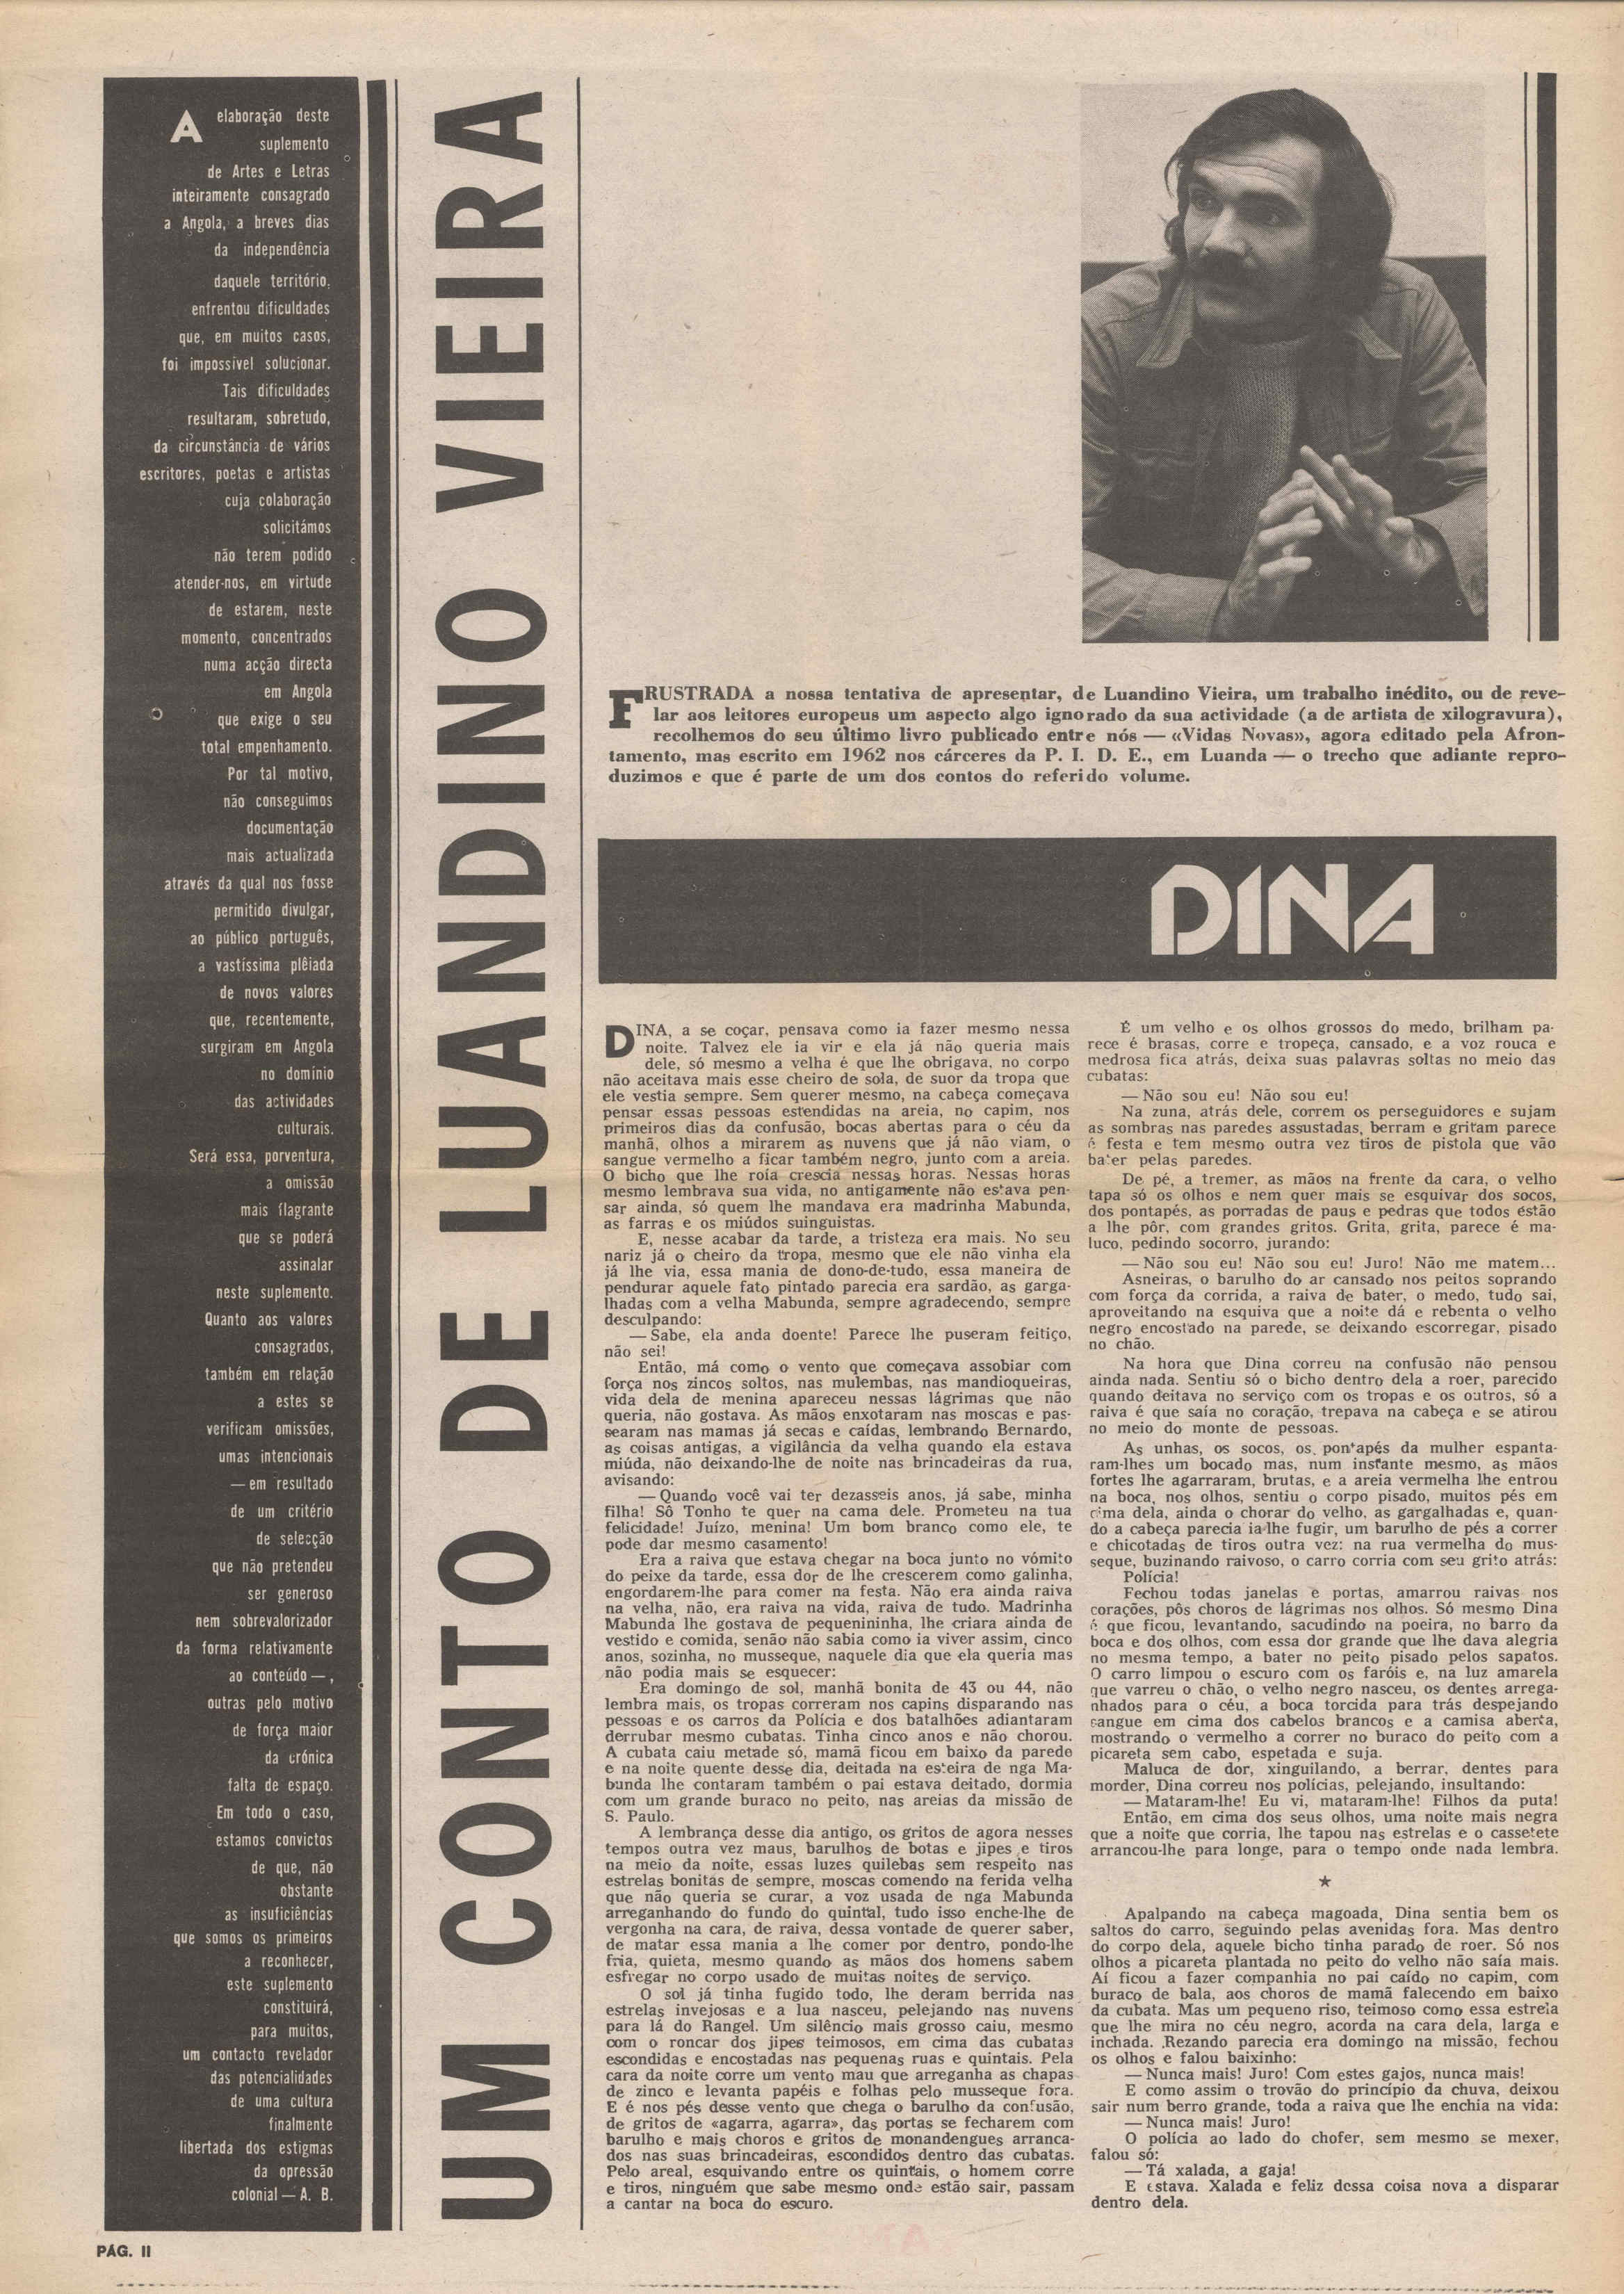 A elaboração deste
suplemento
de Artes e Letras
inteiramente consagrado
a Angola, a breves dias
da independência
daquele território,
enfrentou dificuldades
que, em muitos casos,
foi impossível solucionar.
Tais dificuldades
resultaram, sobretudo,
da circunstância de vários
escritores, poetas e artistas
cuja colaboração
solicitámos
não terem podido
atender-nos, em virtude
de estarem, neste
momento, concentrados
numa acção directa
em Angola
que exige o seu
total empenhamento.
Por tal motivo,
não conseguimos
documentação
mais actualizada
através da qual nos fosse
permitido divulgar,
ao público português,
a vastíssima plêiada
de novos valores
que, recentemente,
surgiram em Angola
no domínio
das actividades
culturais.
Será essa, porventura,
a omissão
mais flagrante
que se poderá
assinalar
neste suplemento.
Quanto aos valores
consagrados,
também em relação
a estes se
verificam omissões,
umas intencionais
— em resultado
de um critério
de selecção
que não pretendeu
ser generoso
nem sobrevalorizador
da forma relativamente
ao conteúdo —,
outras pelo motivo
de força maior
da crónica
falta de espaço.
Em todo o caso,
estamos convictos
de que, não
obstante
as insuficiências
que somos os primeiros
a reconhecer,
este suplemento
constituirá,
para muitos,
um contacto revelador
das potencialidades
de uma cultura
finalmente
libertada dos estigmas
da opressão
colonial — A. B.
UM CONTO DE LUANDINO VIEIRA
FRUSTRADA a nossa tentativa de apresentar, de Luandino Vieira, um trabalho inédito, ou de reve-
lar aos leitores europeus um aspecto algo ignorado da sua actividade (a de artista de xilogravura),
recolhemos do seu último livro publicado entre nós — «Vidas Novas», agora editado pela Afron-
tamento, mas escrito em 1962 nos cárceres da P. I. D. E., em Luanda — o trecho que adiante repro-
duzimos e que é parte de um dos contos do referido volume.
DINA
DINA, a se coçar, pensava como ia fazer mesmo nessa
noite. Talvez ele ia vir e ela já não queria mais
dele, só mesmo a velha é que lhe obrigava, no corpo
não aceitava mais esse cheiro de sola, de suor da tropa que
ele vestia sempre. Sem querer mesmo, na cabeça começava
pensar essas pessoas estendidas na areia, no capim, nos
primeiros dias da confusão, bocas abertas para o céu da
manhã, olhos a mirarem as nuvens que já não viam, o
sangue vermelho a ficar também negro, junto com a areia.
O bicho que lhe roía crescia nessas horas. Nessas horas
mesmo lembrava sua vida, no antigamente não estava pen-
sar ainda, só quem lhe mandava era madrinha Mabunda,
as farras e os miúdos suinguistas.
E, nesse acabar da tarde, a tristeza era mais. No seu
nariz já o cheiro da tropa, mesmo que ele não vinha ela
já lhe via, essa mania de dono-de-tudo, essa maneira de
pendurar aquele fato pintado parecia era sardão, as garga-
lhadas com a velha Mabunda, sempre agradecendo, sempre
desculpando:
— Sabe, ela anda doente! Parece lhe puseram feitiço,
não sei!
Então, má como o vento que começava assobiar com
força nos zincos soltos, nas mulembas, nas mandioqueiras,
vida dela de menina apareceu nessas lágrimas que não
queria, não gostava. As mãos enxotaram nas moscas e pas-
searam nas mamas já secas e caídas, lembrando Bernardo,
as coisas antigas, a vigilância da velha quando ela estava
miúda, não deixando-lhe de noite nas brincadeiras da rua,
avisando:
— Quando você vai ter dezasseis anos, já sabe, minha
filha! Sô Tonho te quer na cama dele. Prometeu na tua
felicidade! Juízo, menina! Um bom branco como ele, te
pode dar mesmo casamento!
Era a raiva que estava chegar na boca junto no vómito
do peixe da tarde, essa dor de lhe crescerem como galinha,
engordarem-lhe para comer na festa. Não era ainda raiva
na velha, não, era raiva na vida, raiva de tudo. Madrinha
Mabunda lhe gostava de pequenininha, lhe criara ainda de
vestido e comida, senão não sabia como ia viver assim, cinco
anos, sozinha, no musseque, naquele dia que ela queria mas
não podia mais se esquecer:
Era domingo de sol, manhã bonita de 43 ou 44, não
lembra mais, os tropas correram nos capins disparando nas
pessoas e os carros da Polícia e dos batalhões adiantaram
derrubar mesmo cubatas. Tinha cinco anos e não chorou.
A cubata caiu metade só, mamã ficou em baixo da parede
e na noite quente desse dia, deitada na esteira de nga Ma-
bunda lhe contaram também o pai estava deitado, dormia
com um grande buraco no peito, nas areias da missão de
S. Paulo.
A lembrança desse dia antigo, os gritos de agora nesses
tempos outra vez maus, barulhos de botas e jipes e tiros
na meio da noite, essas luzes quilebas sem respeito nas
estrelas bonitas de sempre, moscas comendo na ferida velha
que não queria se curar, a voz usada de nga Mabunda
arreganhando do fundo do quintal, tudo isso enche-lhe de
vergonha na cara, de raiva, dessa vontade de querer saber,
de matar essa mania a lhe comer por dentro, pondo-lhe
fria, quieta, mesmo quando as mãos dos homens sabem
esfregar no corpo usado de muitas noites de serviço.
O sol já tinha fugido todo, lhe deram berrida nas
estrelas invejosas e a lua nasceu, pelejando nas nuvens
para lá do Rangel. Um silêncio mais grosso caiu, mesmo
com o roncar dos jipes teimosos, em cima das cubatas
escondidas e encostadas nas pequenas ruas e quintais. Pela
cara da noite corre um vento mau que arreganha as chapas
de zinco e levanta papéis e folhas pelo musseque fora.
E é nos pés desse vento que chega o barulho da confusão,
de gritos de «agarra, agarra», das portas se fecharem com
barulho e mais choros e gritos de monandengues arranca-
dos nas suas brincadeiras, escondidos dentro das cubatas.
Pelo areal, esquivando entre os quintais, o homem corre
e tiros, ninguém que sabe mesmo onde estão sair, passam
a cantar na boca do escuro.
É um velho e os olhos grossos do medo, brilham pa-
rece é brasas, corre e tropeça, cansado, e a voz rouca e
medrosa fica atrás, deixa suas palavras soltas no meio das
cubatas:
— Não sou eu! Não sou eu!
Na zuna, atrás dele, correm os perseguidores e sujam
as sombras nas paredes assustadas, berram e gritam parece
é festa e tem mesmo outra vez tiros de pistola que vão
bater pelas paredes.
De pé, a tremer, as mãos na frente da cara, o velho
tapa só os olhos e nem quer mais se esquivar dos socos,
dos pontapés, as porradas de paus e pedras que todos estão
a lhe pôr, com grandes gritos. Grita, grita, parece é ma-
luco, pedindo socorro, jurando:
— Não sou eu! Não sou eu! Juro! Não me matem...
Asneiras, o barulho do ar cansado nos peitos soprando
com força da corrida, a raiva de bater, o medo, tudo sai,
aproveitando na esquiva que a noite dá e rebenta o velho
negro encostado na parede, se deixando escorregar, pisado
no chão.
Na hora que Dina correu na confusão não pensou
ainda nada. Sentiu só o bicho dentro dela a roer, parecido
quando deitava no serviço com os tropas e os outros, só a
raiva é que saía no coração, trepava na cabeça e se atirou
no meio do monte de pessoas.
As unhas, os socos, os pontapés da mulher espanta-
ram-lhes um bocado mas, num instante mesmo, as mãos
fortes lhe agarraram, brutas, e a areia vermelha lhe entrou
na boca, nos olhos, sentiu o corpo pisado, muitos pés em
cima dela, ainda o chorar do velho, as gargalhadas e, quan-
do a cabeça parecia ia-lhe fugir, um barulho de pés a correr
e chicotadas de tiros outra vez: na rua vermelha do mus-
seque, buzinando raivoso, o carro corria com seu grito atrás:
Polícia!
Fechou todas janelas e portas, amarrou raivas nos
corações, pôs choros de lágrimas nos olhos. Só mesmo Dina
é que ficou, levantando, sacudindo na poeira, no barro da
boca e dos olhos, com essa dor grande que lhe dava alegria
no mesmo tempo, a bater no peito pisado pelos sapatos.
O carro limpou o escuro com os faróis e, na luz amarela
que varreu o chão, o velho negro nasceu, os dentes arrega-
nhados para o céu, a boca torcida para trás despejando
sangue em cima dos cabelos brancos e a camisa aberta,
mostrando o vermelho a correr no buraco do peito com a
picareta sem cabo, espetada e suja.
Maluca de dor, xinguilando, a berrar, dentes para
morder, Dina correu nos polícias, pelejando, insultando:
— Mataram-lhe! Eu vi, mataram-lhe! Filhos da puta!
Então, em cima dos seus olhos, uma noite mais negra
que a noite que corria, lhe tapou nas estrelas e o cassetete
arrancou-lhe para longe, para o tempo onde nada lembra.
★
Apalpando na cabeça magoada, Dina sentia bem os
saltos do carro, seguindo pelas avenidas fora. Mas dentro
do corpo dela, aquele bicho tinha parado de roer. Só nos
olhos a picareta plantada no peito do velho não saía mais.
Aí ficou a fazer companhia no pai caído no capim, com
buraco de bala, aos choros de mamã falecendo em baixo
da cubata. Mas um pequeno riso, teimoso como essa estrela
que lhe mira no céu negro, acorda na cara dela, larga e
inchada. Rezando parecia era domingo na missão, fechou
os olhos e falou baixinho:
— Nunca mais! Juro! Com estes gajos, nunca mais!
E como assim o trovão do princípio da chuva, deixou
sair num berro grande, toda a raiva que lhe enchia na vida:
— Nunca mais! Juro!
O polícia ao lado do chofer, sem mesmo se mexer,
falou só:
— Tá xalada, a gaja!
E estava. Xalada e feliz dessa coisa nova a disparar
dentro dela.
PÁG. II